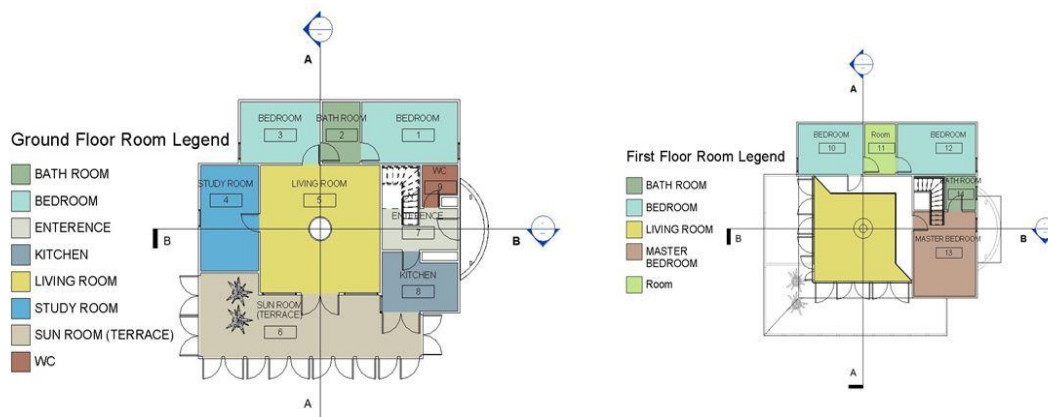 A
Ground Floor Room Legend
BATH ROOM
BEDROOM
ENTERENCE
KITCHEN
LIVING ROOM
STUDY ROOM
SUN ROOM (TERRACE)
WC
BEDROOM
3
BATH ROOM
2
BEDROOM
1
STUDY ROOM
4
LIVING ROOM
5
WC
9
ENTERENCE
7
B
B
KITCHEN
8
SUN ROOM
(TERRACE)
6
A
A
First Floor Room Legend
BATH ROOM
BEDROOM
LIVING ROOM
MASTER
BEDROOM
Room
BEDROOM
10
Room
11
BEDROOM
12
BATH ROOM
14
B
B
MASTER BEDROOM
13
A